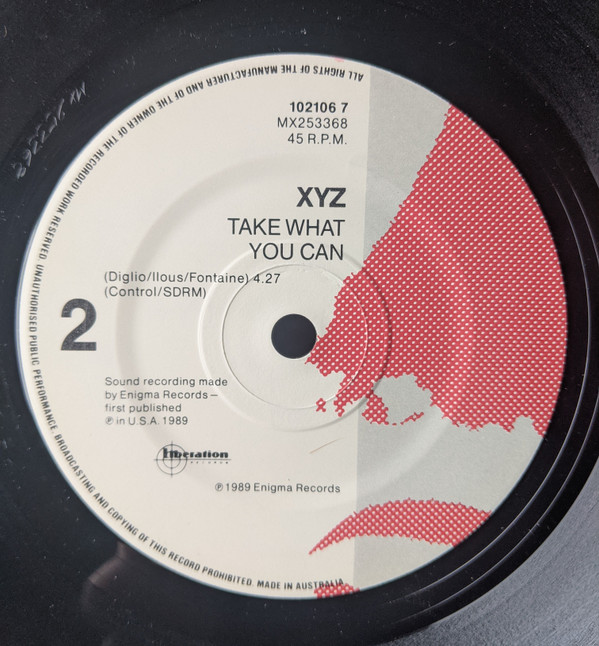 102106 7
MX253368
45 R.P.M.
XYZ
TAKE WHAT
YOU CAN
(Diglio/Ilous/Fontaine) 4.27
(Control/SDRM)
2
Sound recording made
by Enigma Records –
first published
℗ in U.S.A. 1989
liberation
RECORDS
℗ 1989 Enigma Records
ALL RIGHTS OF THE MANUFACTURER AND OF THE OWNER OF THE RECORDED WORK RESERVED. UNAUTHORISED PUBLIC PERFORMANCE, BROADCASTING AND COPYING OF THIS RECORD PROHIBITED. MADE IN AUSTRALIA
MX 253368